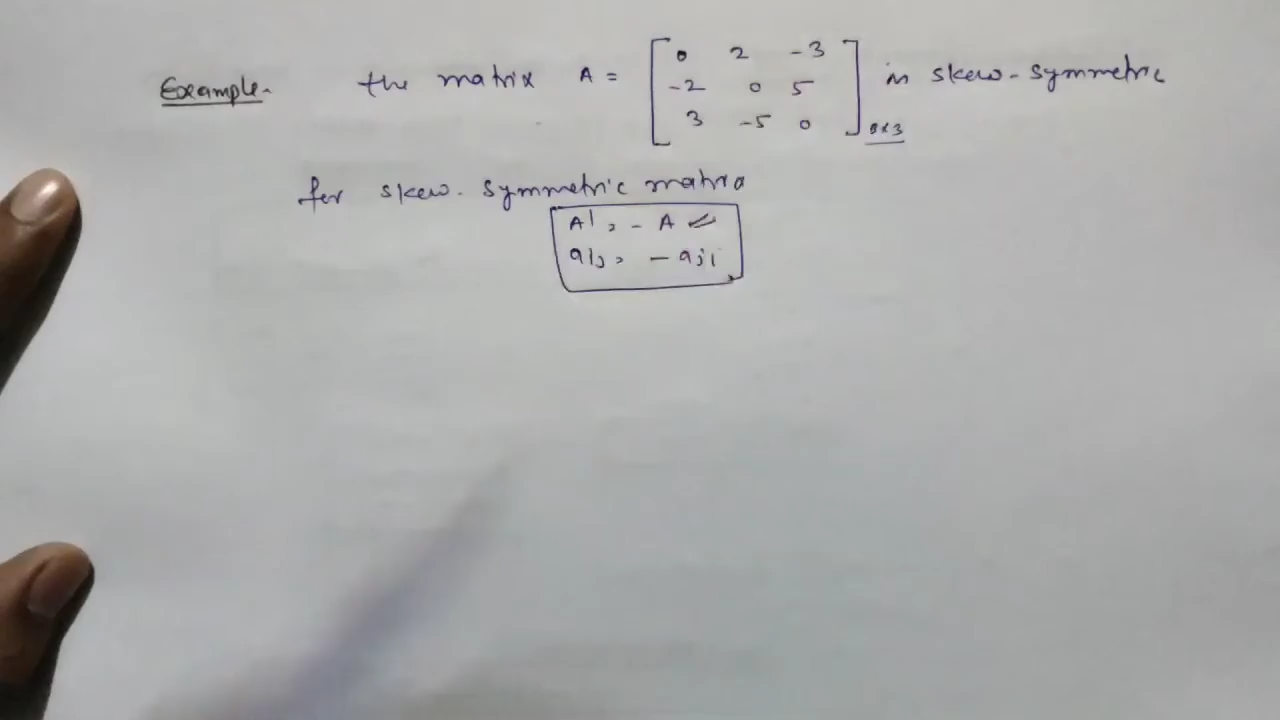 Example. the matrix A = [ 0 2 -3
-2 0 5
3 -5 0 ] 3×3 is skew-symmetric
for skew-symmetric matrix
A' = - A
aij = - aji